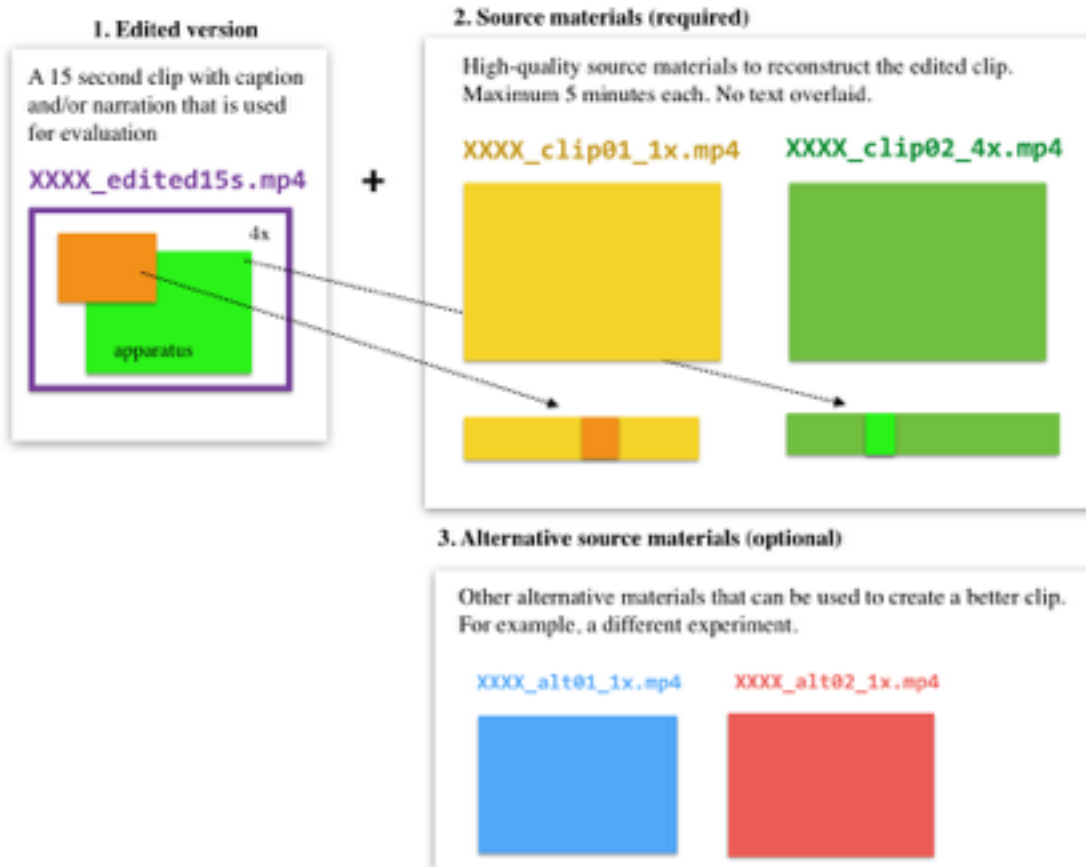 1. Edited version
A 15 second clip with caption
and/or narration that is used
for evaluation
XXXX_edited15s.mp4
4x
apparatus
+
2. Source materials (required)
High-quality source materials to reconstruct the edited clip.
Maximum 5 minutes each. No text overlaid.
XXXX_clip01_1x.mp4
XXXX_clip02_4x.mp4
3. Alternative source materials (optional)
Other alternative materials that can be used to create a better clip.
For example, a different experiment.
XXXX_alt01_1x.mp4
XXXX_alt02_1x.mp4